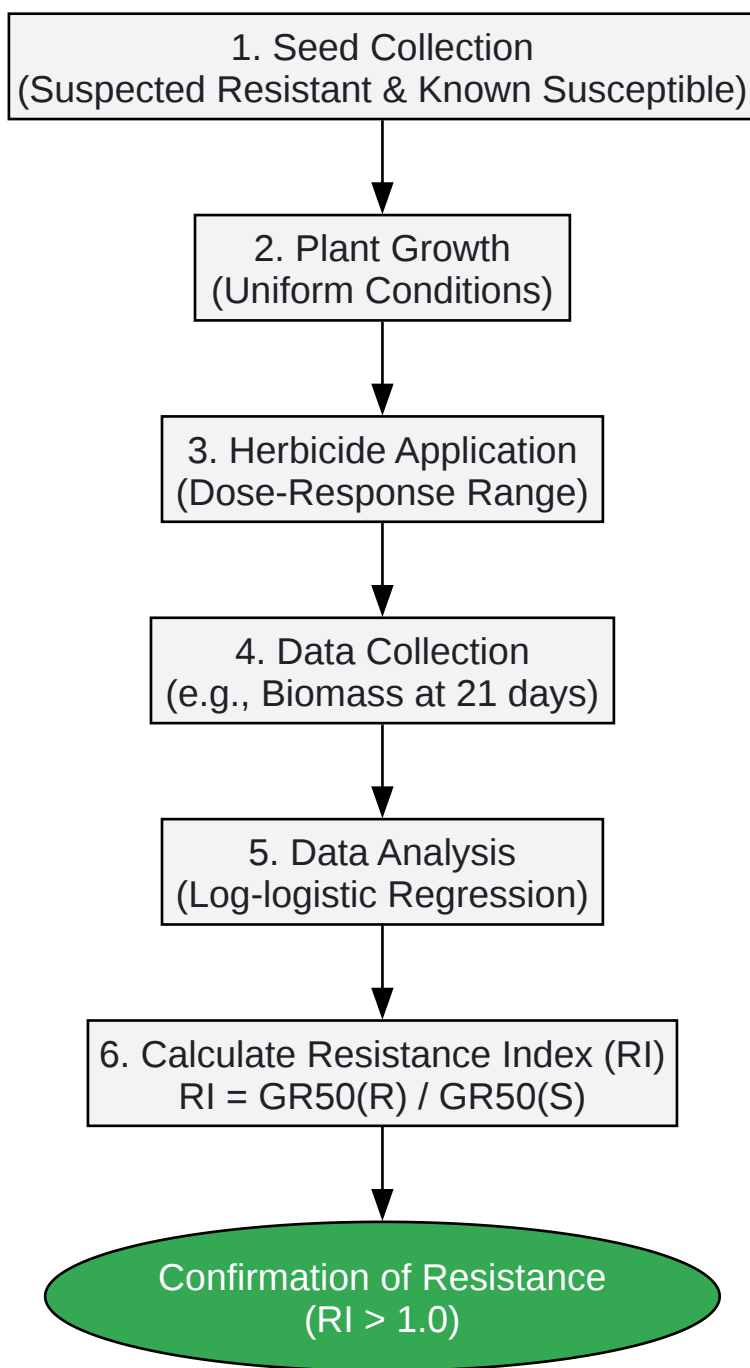 1. Seed Collection
(Suspected Resistant & Known Susceptible)
2. Plant Growth
(Uniform Conditions)
3. Herbicide Application
(Dose-Response Range)
4. Data Collection
(e.g., Biomass at 21 days)
5. Data Analysis
(Log-logistic Regression)
6. Calculate Resistance Index (RI)
RI = GR50(R) / GR50(S)
Confirmation of Resistance
(RI > 1.0)